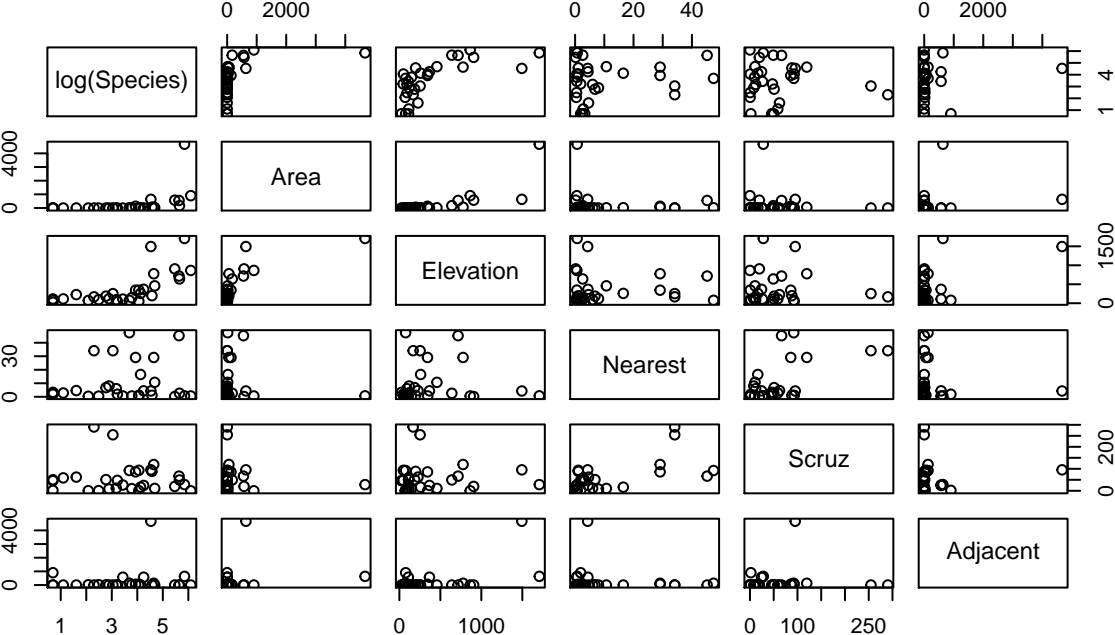 0 2000 0 20 40 0 2000
log(Species) 1 4
0 4000 Area
Elevation 0 1500
0 30 Nearest
Scruz 0 200
0 4000 Adjacent
1 3 5 0 1000 0 100 250